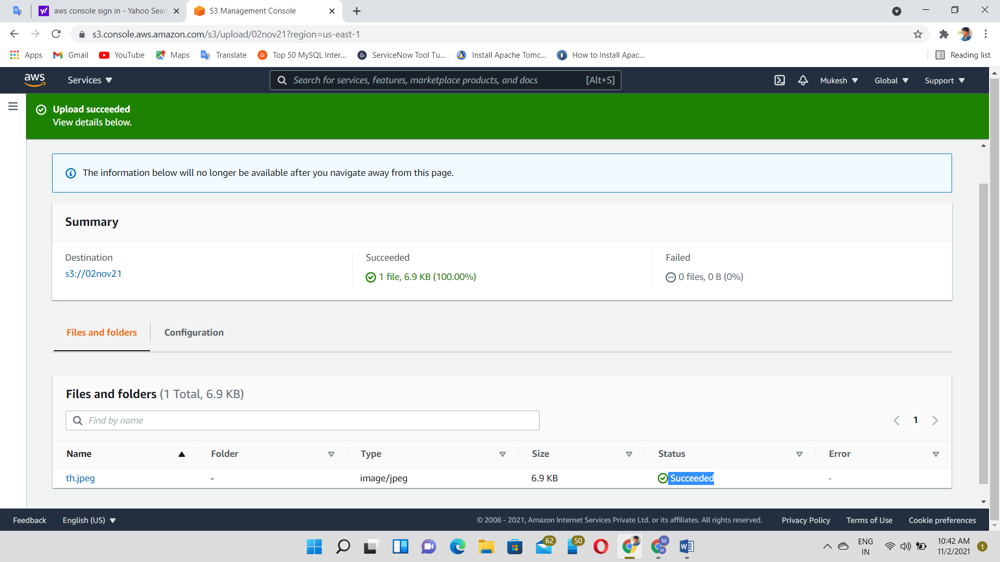 aws console sign in - Yahoo Sear
S3 Management Console
s3.console.aws.amazon.com/s3/upload/02nov21?region=us-east-1
Apps
Gmail
YouTube
Maps
Translate
Top 50 MySQL Inter...
ServiceNow Tool Tu...
Install Apache Tomc...
How to Install Apac...
Reading list
aws
Services
Search for services, features, marketplace products, and docs
[Alt+S]
Mukesh
Global
Support
Upload succeeded
View details below.
The information below will no longer be available after you navigate away from this page.
Summary
Destination
s3://02nov21
Succeeded
1 file, 6.9 KB (100.00%)
Failed
0 files, 0 B (0%)
Files and folders
Configuration
Files and folders (1 Total, 6.9 KB)
Find by name
1
Name
Folder
Type
Size
Status
Error
th.jpeg
-
image/jpeg
6.9 KB
Succeeded
-
Feedback
English (US)
© 2008 - 2021, Amazon Internet Services Private Ltd. or its affiliates. All rights reserved.
Privacy Policy
Terms of Use
Cookie preferences
62
50
M
M
ENG
IN
10:42 AM
11/2/2021
1